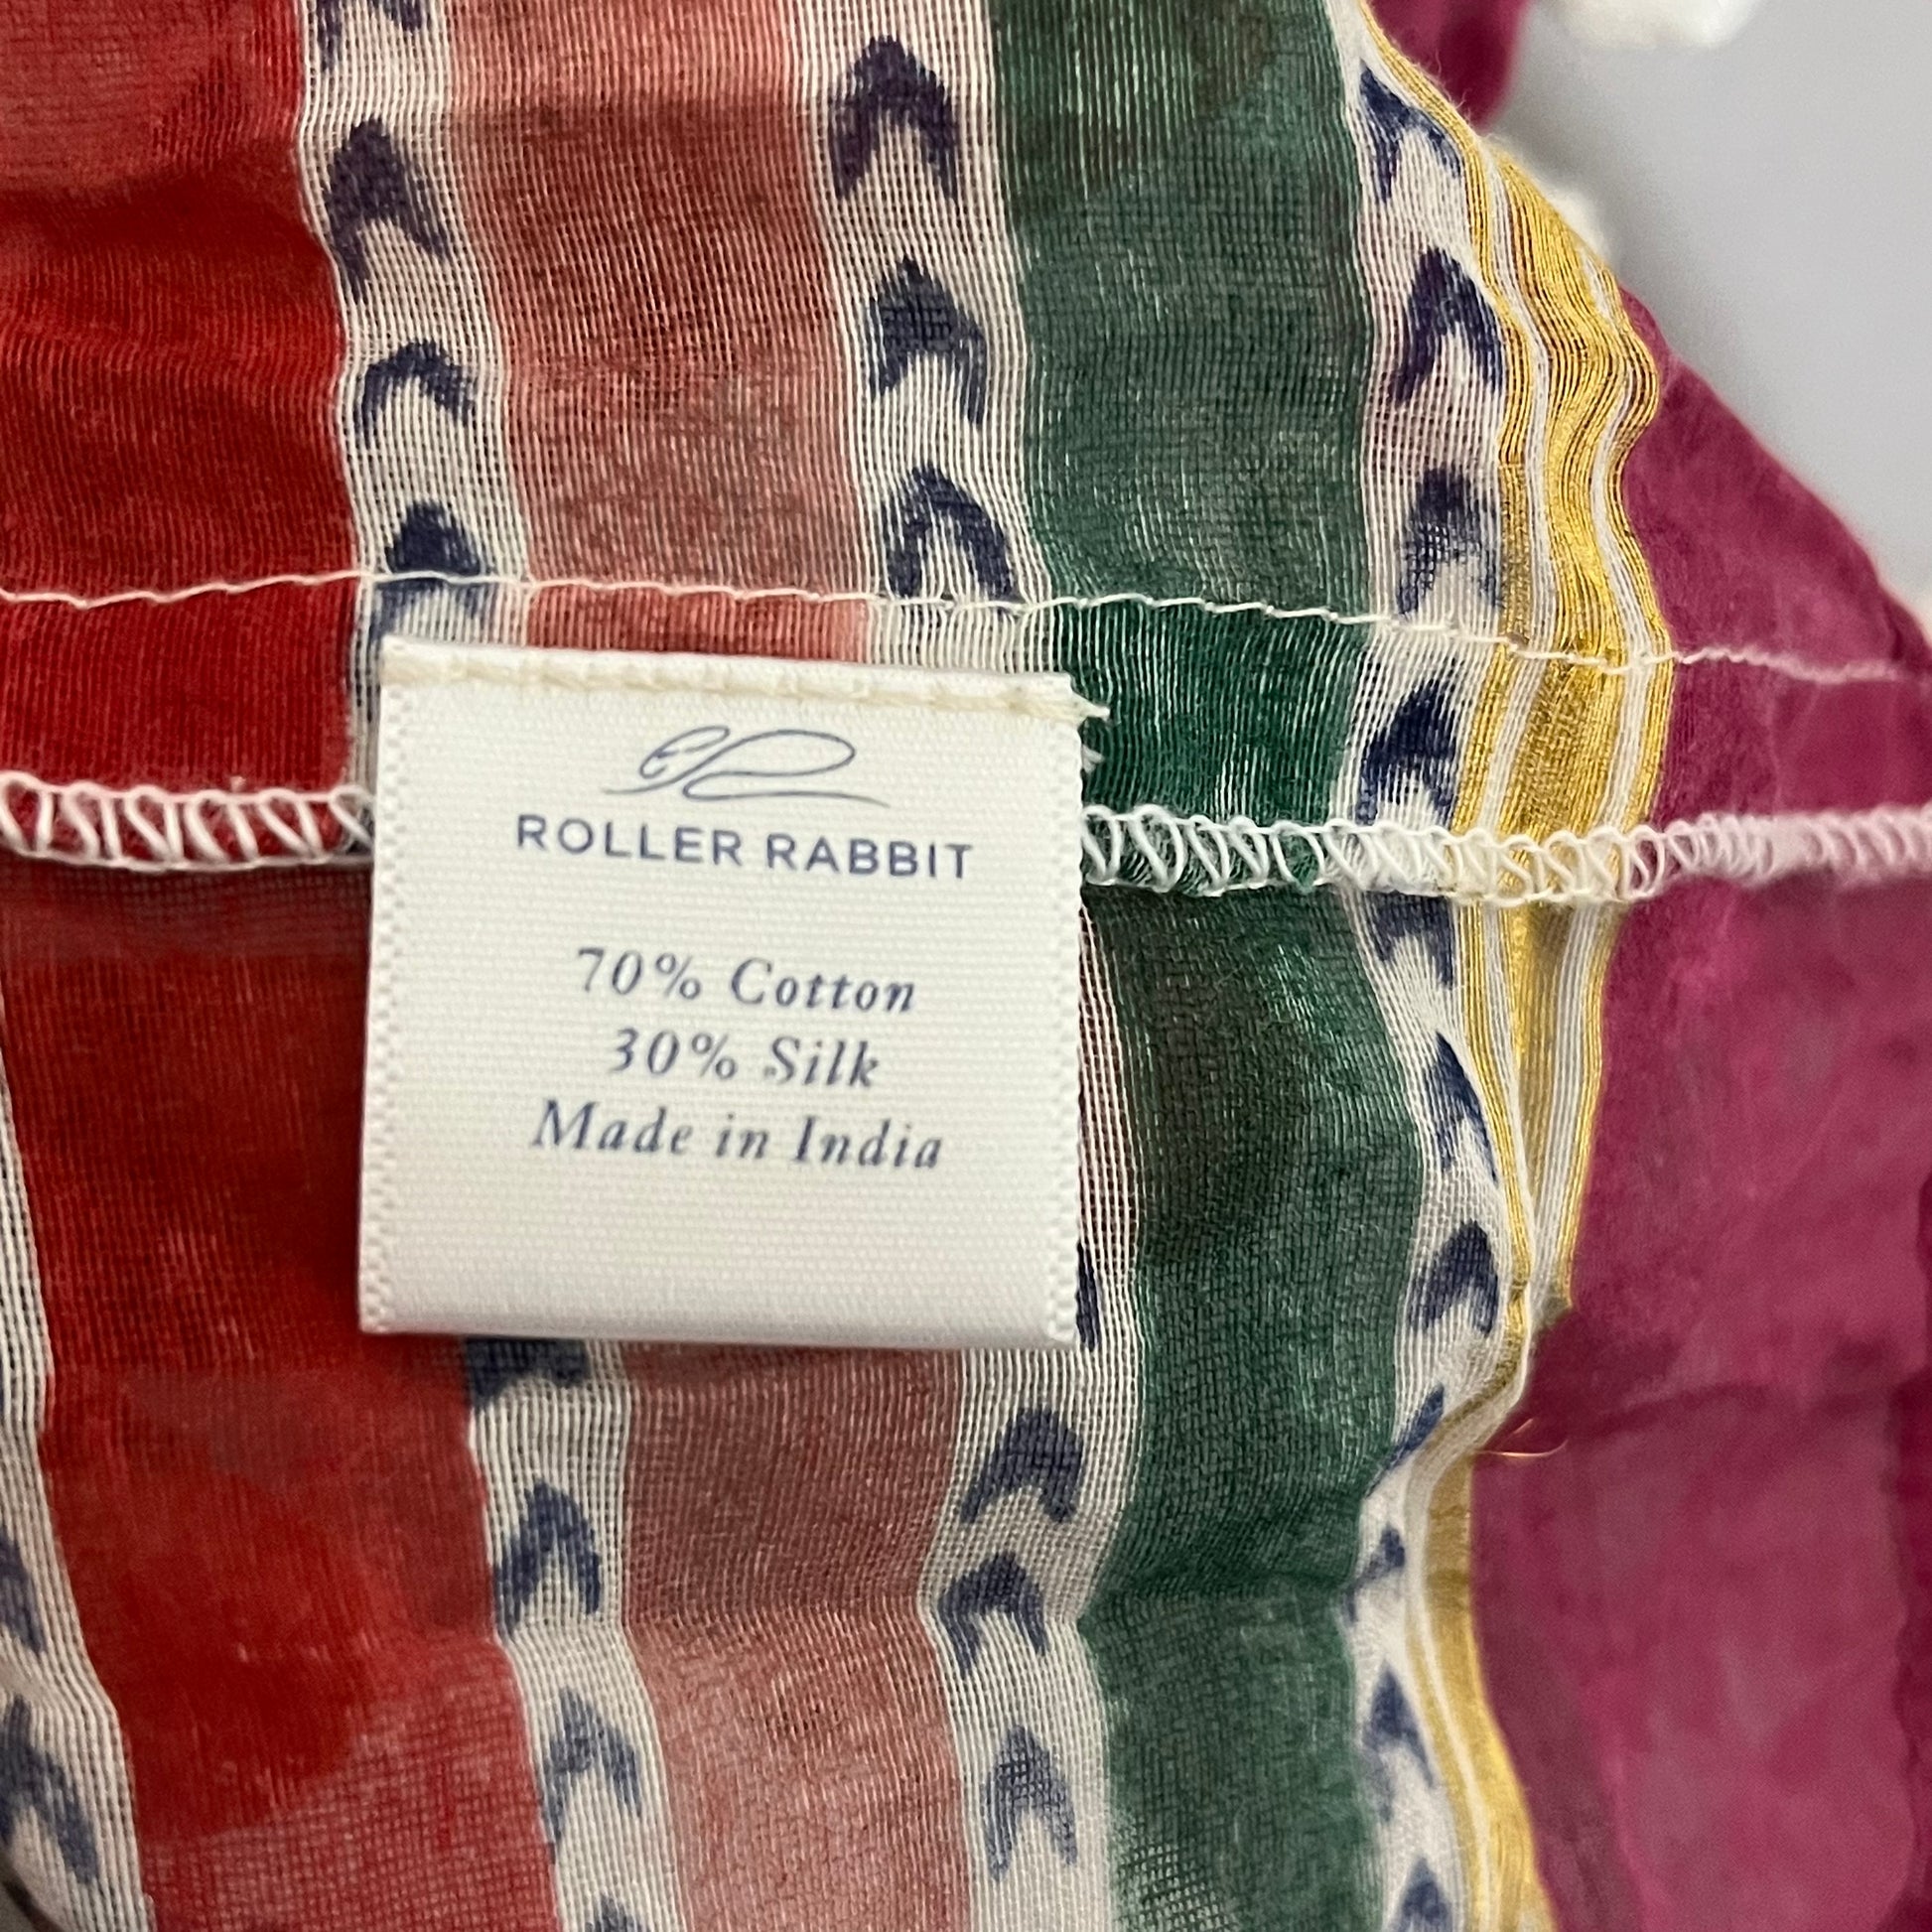 ROLLER RABBIT
70% Cotton
30% Silk
Made in India